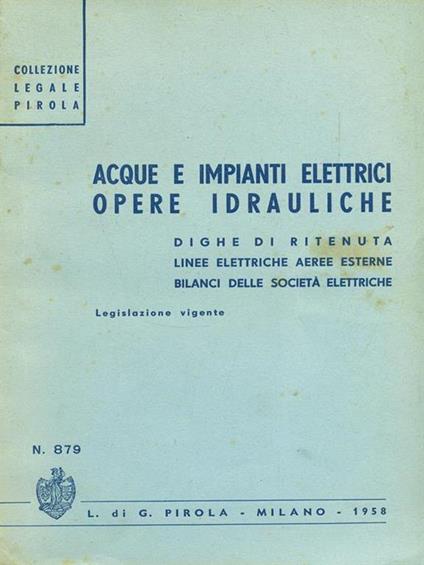 COLLEZIONE
LEGALE
PIROLA
ACQUE E IMPIANTI ELETTRICI
OPERE IDRAULICHE
DIGHE DI RITENUTA
LINEE ELETTRICHE AEREE ESTERNE
BILANCI DELLE SOCIETÀ ELETTRICHE
Legislazione vigente
N. 879
L. di G. PIROLA - MILANO - 1958